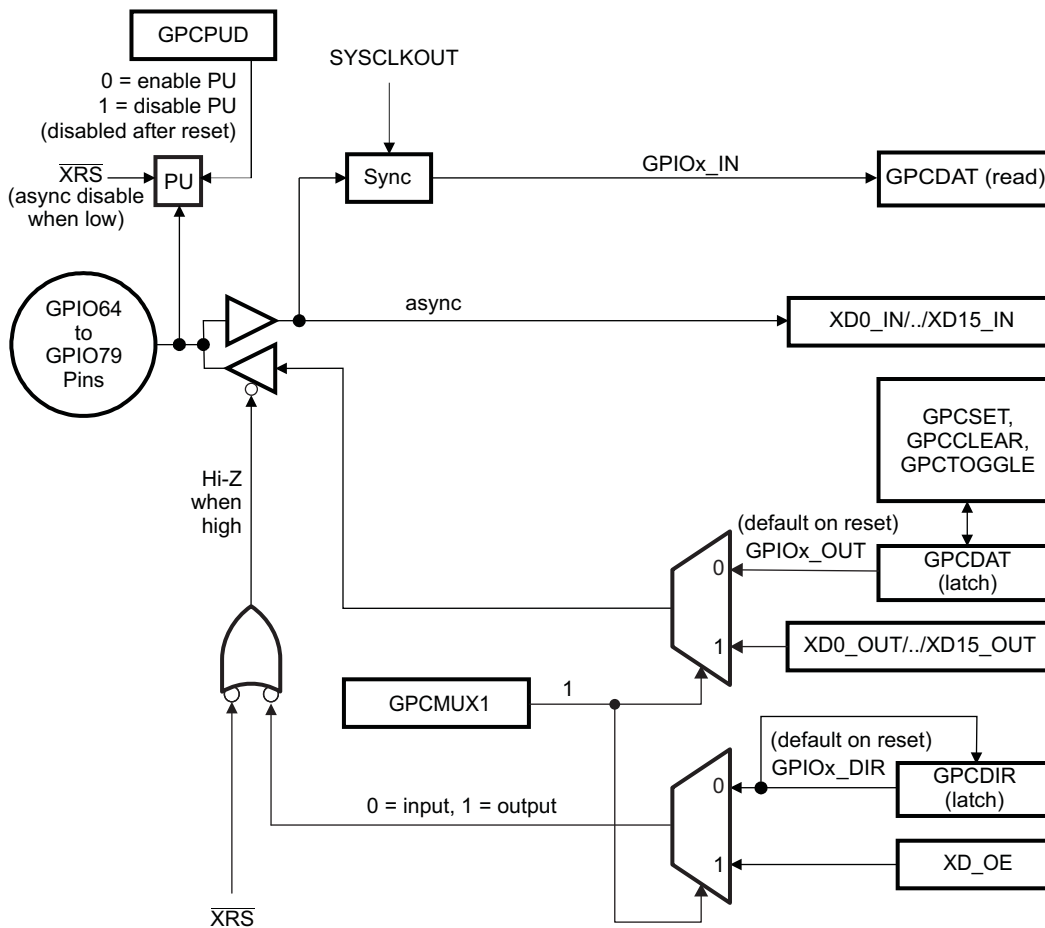 GPCPUD
0 = enable PU
1 = disable PU
(disabled after reset)
SYSCLKOUT
XRS
(async disable
when low)
PU
Sync
GPIOx_IN
GPCDAT (read)
GPIO64
to
GPIO79
Pins
async
XD0_IN/../XD15_IN
GPCSET,
GPCCLEAR,
GPCTOGGLE
Hi-Z
when
high
(default on reset)
GPIOx_OUT
0
GPCDAT
(latch)
1
XD0_OUT/../XD15_OUT
GPCMUX1
1
(default on reset)
GPIOx_DIR
0
GPCDIR
(latch)
0 = input, 1 = output
1
XD_OE
XRS